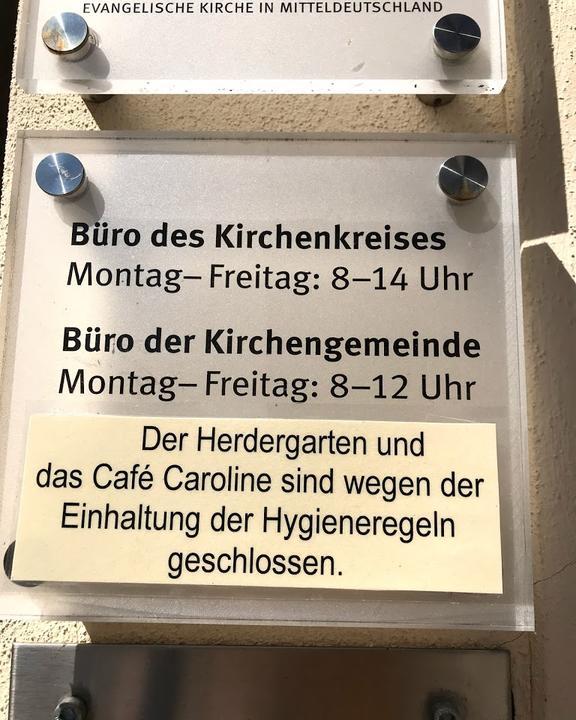 EVANGELISCHE KIRCHE IN MITTELDEUTSCHLAND
Büro des Kirchenkreises
Montag– Freitag: 8–14 Uhr
Büro der Kirchengemeinde
Montag– Freitag: 8–12 Uhr
Der Herdergarten und
das Café Caroline sind wegen der
Einhaltung der Hygieneregeln
geschlossen.